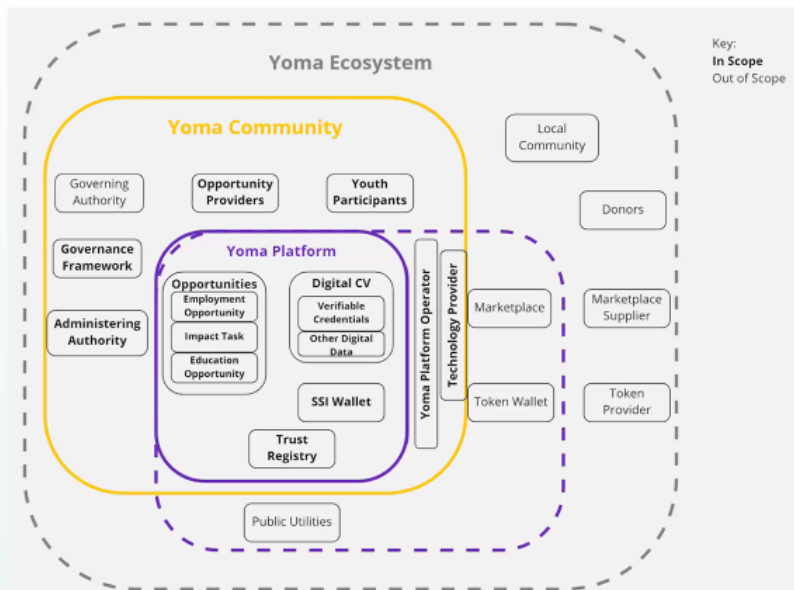 Yoma Ecosystem
Key:
In Scope
Out of Scope
Yoma Community
Local
Community
Governing
Authority
Opportunity
Providers
Youth
Participants
Donors
Governance
Framework
Yoma Platform
Opportunities
Employment
Opportunity
Impact Task
Education
Opportunity
Digital CV
Verifiable
Credentials
Other Digital
Data
Yoma Platform Operator
Technology Provider
Marketplace
Marketplace
Supplier
Administering
Authority
SSI Wallet
Token Wallet
Token
Provider
Trust
Registry
Public Utilities